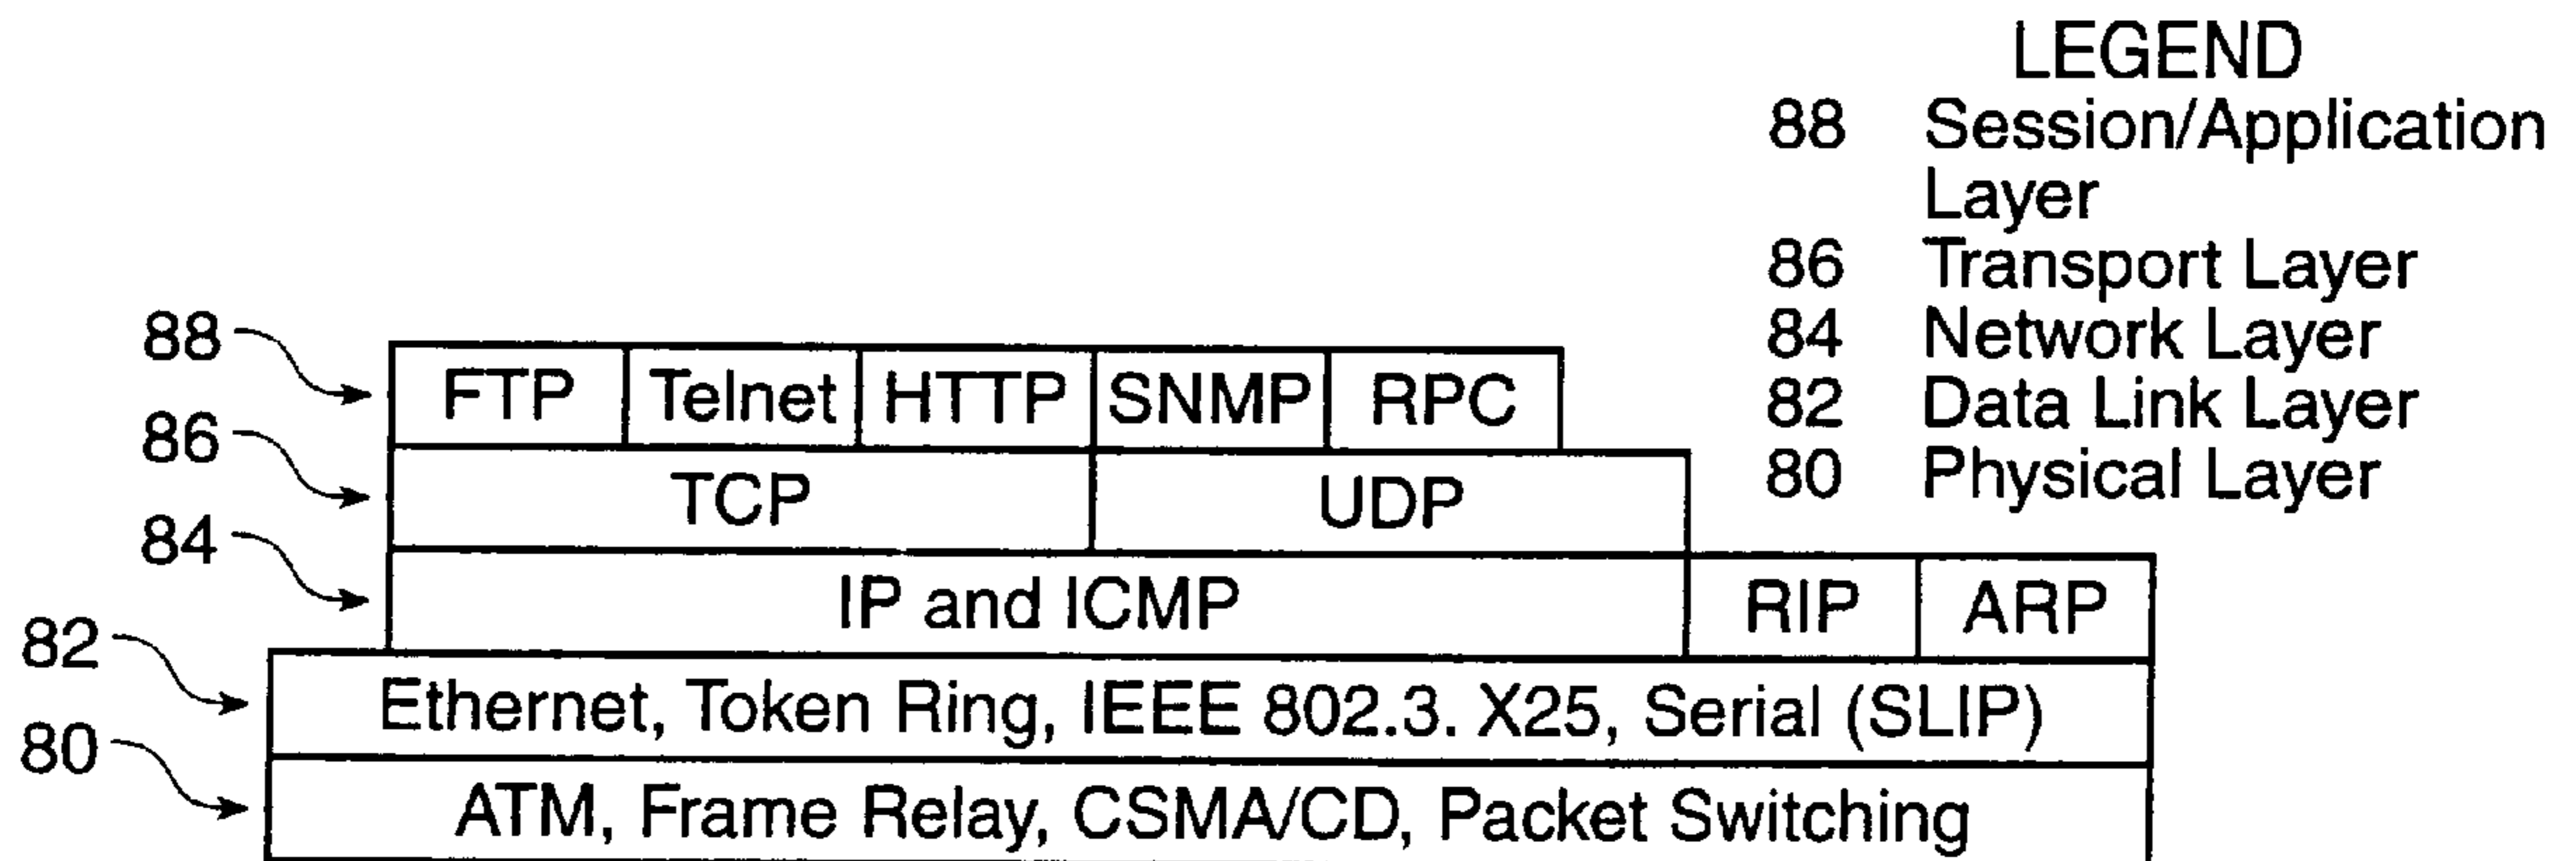 LEGEND
88 Session/Application
Layer
86 Transport Layer
84 Network Layer
82 Data Link Layer
80 Physical Layer
88 FTP Telnet HTTP SNMP RPC
86 TCP UDP
84 IP and ICMP RIP ARP
82 Ethernet, Token Ring, IEEE 802.3. X25, Serial (SLIP)
80 ATM, Frame Relay, CSMA/CD, Packet Switching